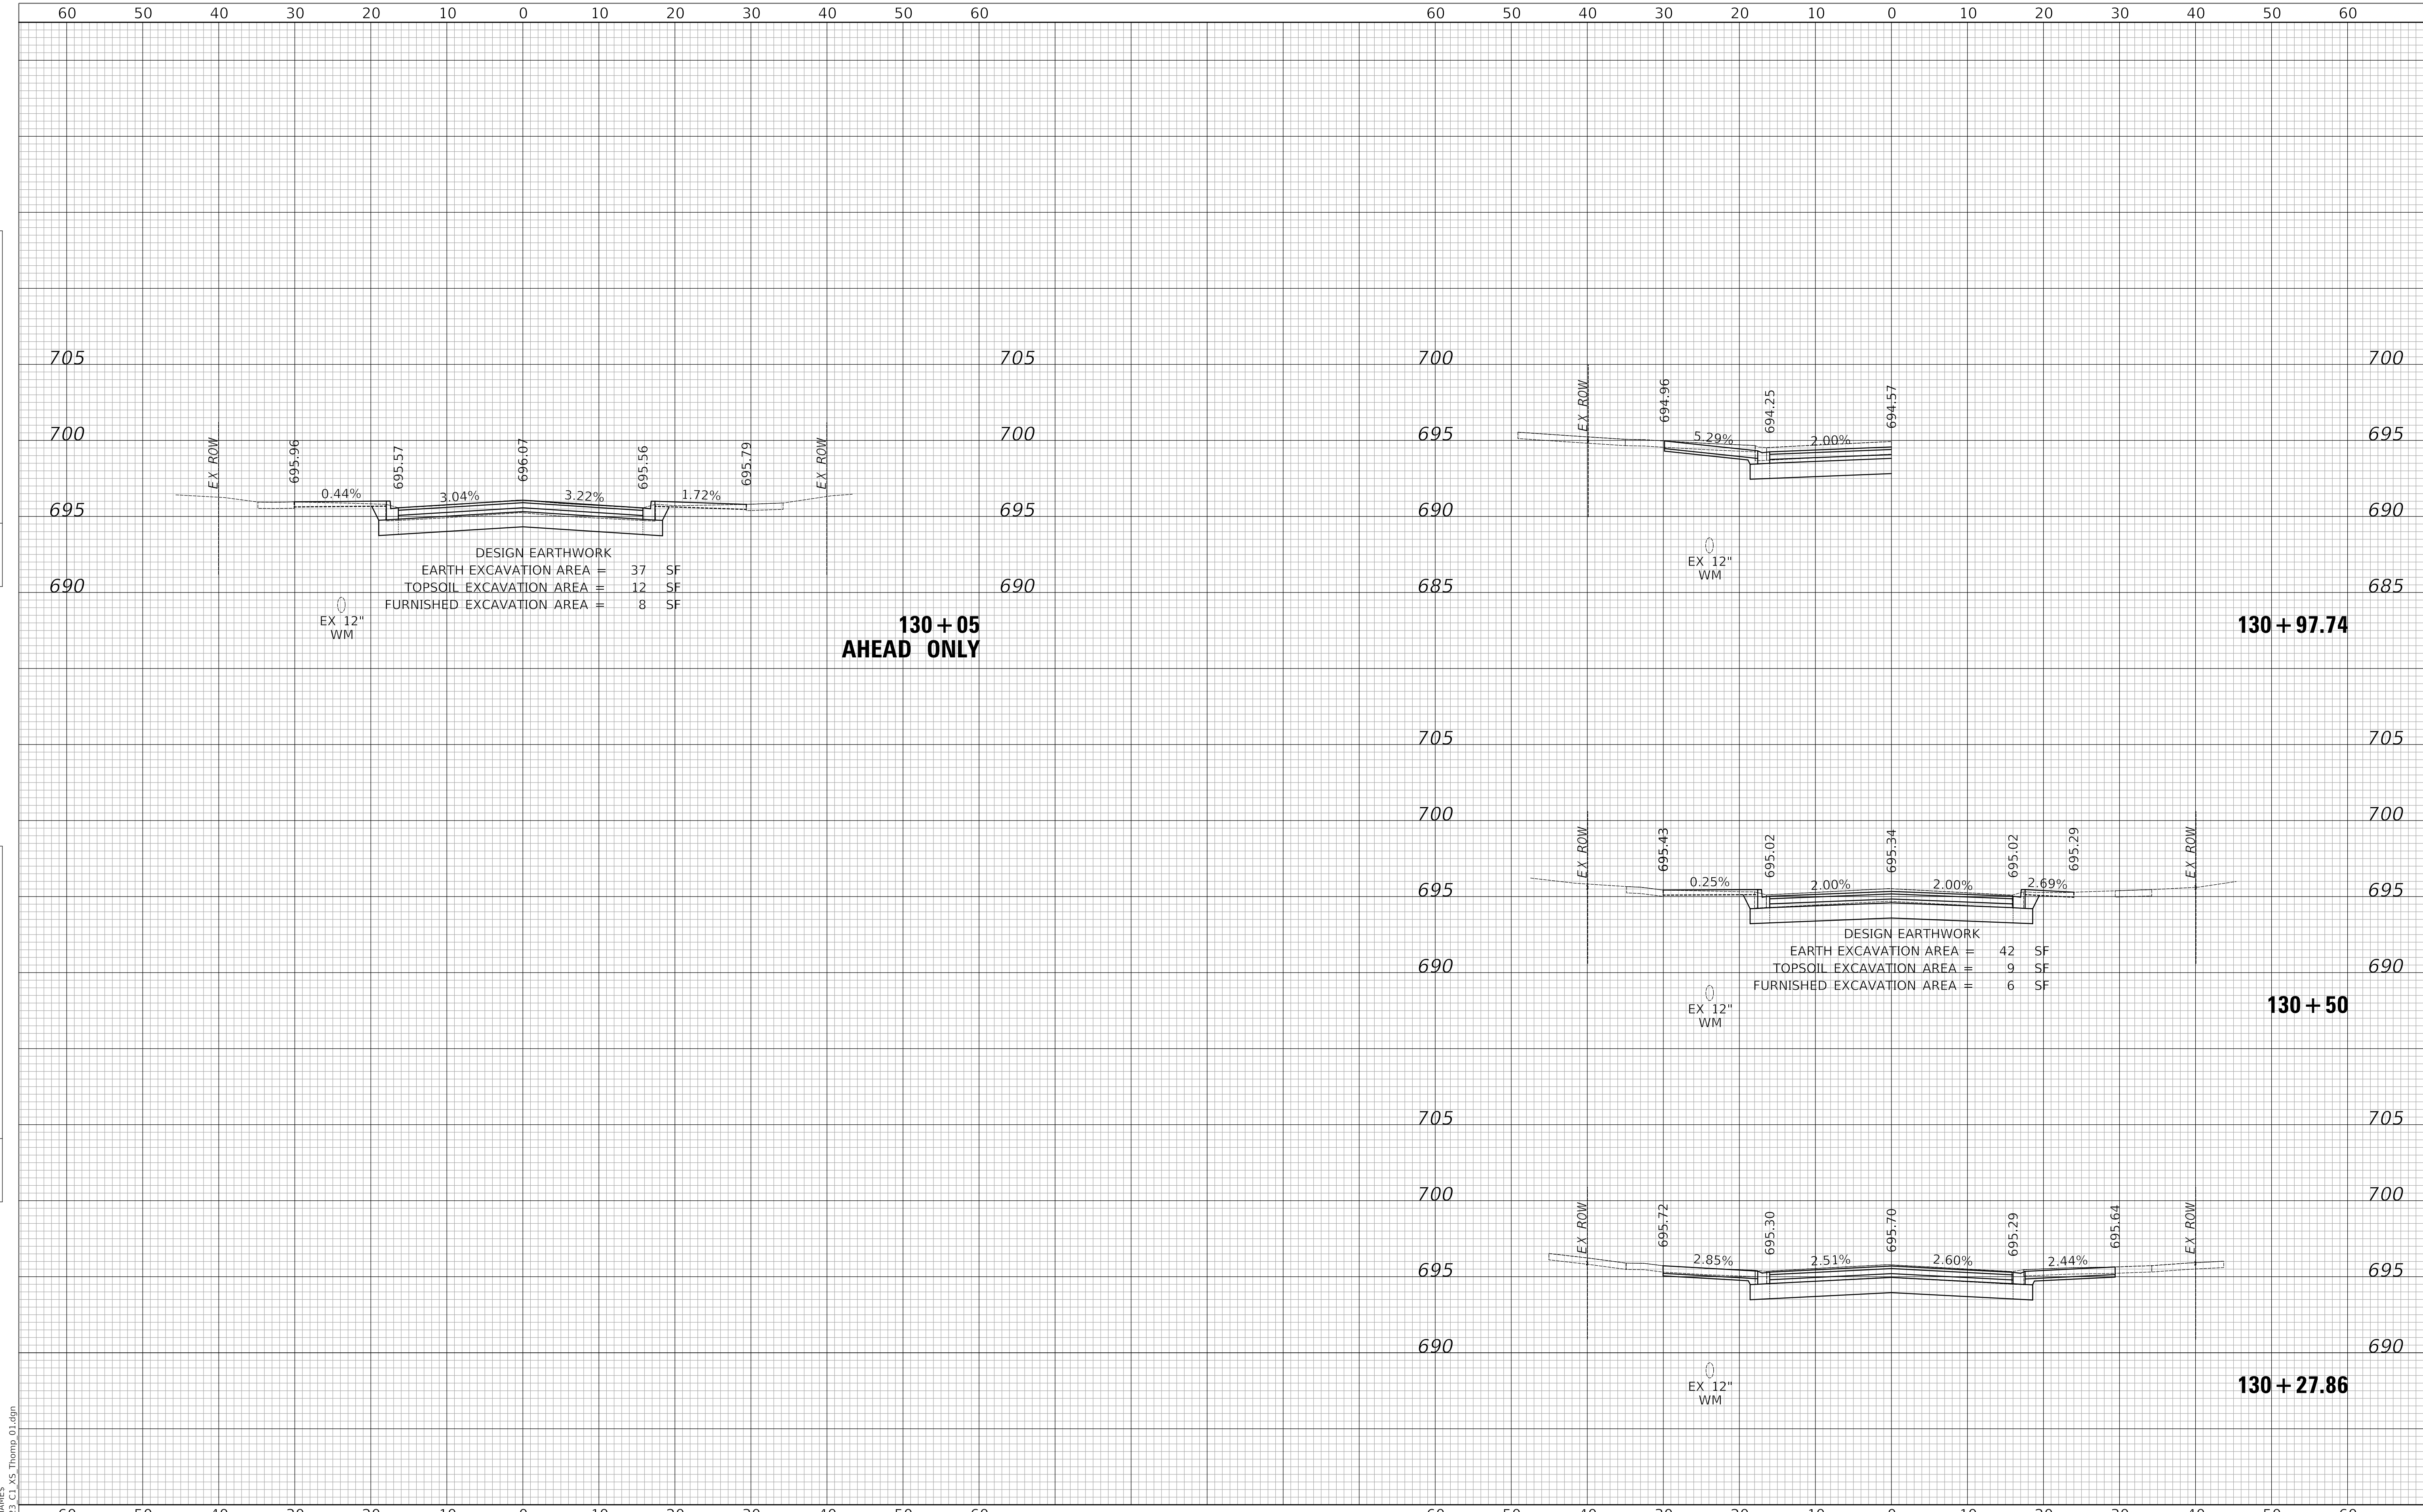 60 50 40 30 20 10 0 10 20 30 40 50 60 60 50 40 30 20 10 0 10 20 30 40 50 60
705 705
700 700
695 695
690 690
EX ROW 695.96 695.57 696.07 695.56 695.79 EX ROW
0.44% 3.04% 3.22% 1.72%
DESIGN EARTHWORK
EARTH EXCAVATION AREA = 37 SF
TOPSOIL EXCAVATION AREA = 12 SF
FURNISHED EXCAVATION AREA = 8 SF
EX 12"
WM
130+05
AHEAD ONLY
700 700
695 695
690 690
685 685
EX ROW 694.96 694.25 694.57
5.29% 2.00%
EX 12"
WM
130+97.74
705 705
700 700
695 695
690 690
EX ROW 695.43 695.02 695.34 695.02 695.29 EX ROW
0.25% 2.00% 2.00% 2.69%
DESIGN EARTHWORK
EARTH EXCAVATION AREA = 42 SF
TOPSOIL EXCAVATION AREA = 9 SF
FURNISHED EXCAVATION AREA = 6 SF
EX 12"
WM
130+50
705 705
700 700
695 695
690 690
EX ROW 695.72 695.30 695.70 695.29 695.64 EX ROW
2.85% 2.51% 2.60% 2.44%
EX 12"
WM
130+27.86
C1_XS_Thomp_01.dgn